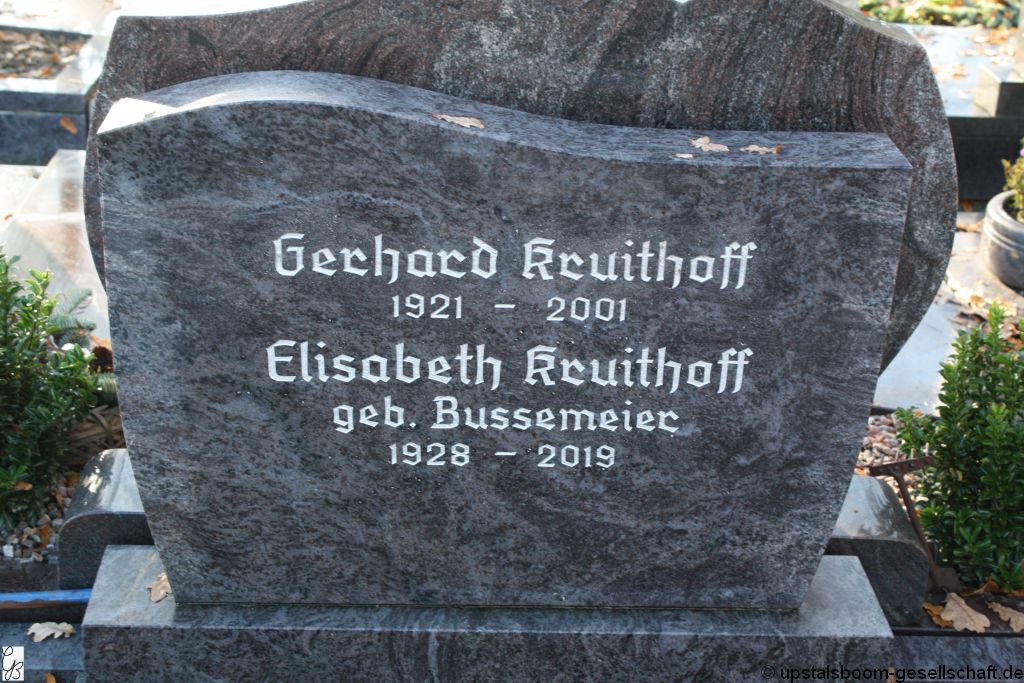 Gerhard Kruithoff
1921 – 2001
Elisabeth Kruithoff
geb. Bussemeier
1928 – 2019
© upstalsboom-gesellschaft.de